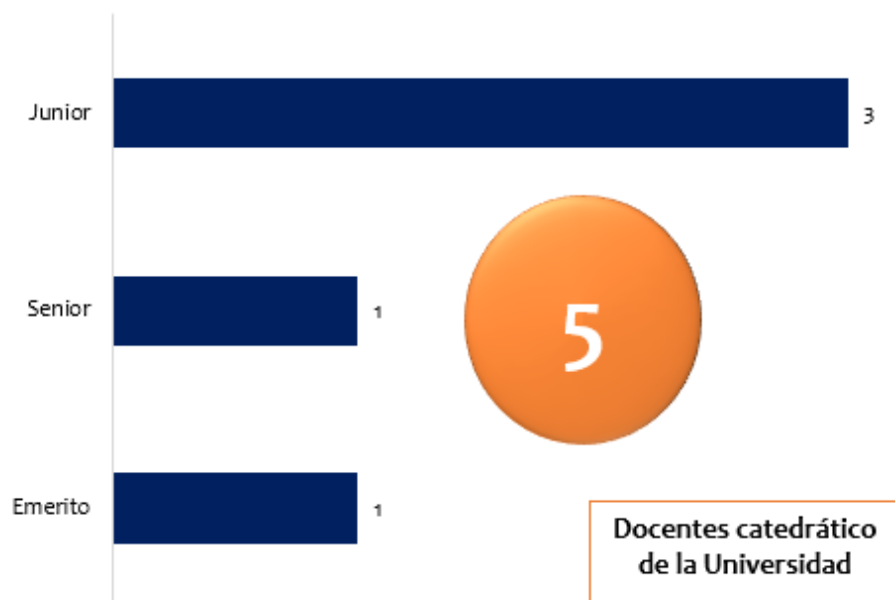 Junior
3
Senior
1
5
Emerito
1
Docentes catedrático
de la Universidad